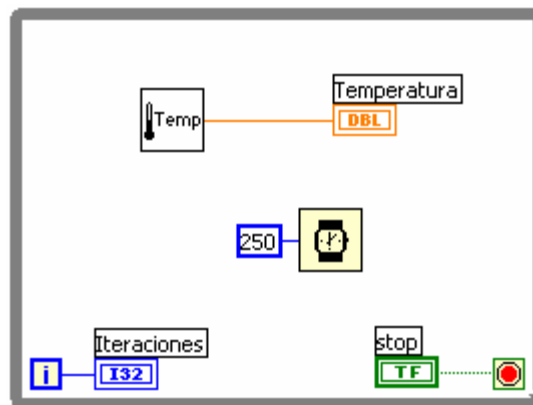 Temperatura
Temp
DBL
250
Iteraciones
stop
i
I32
TF